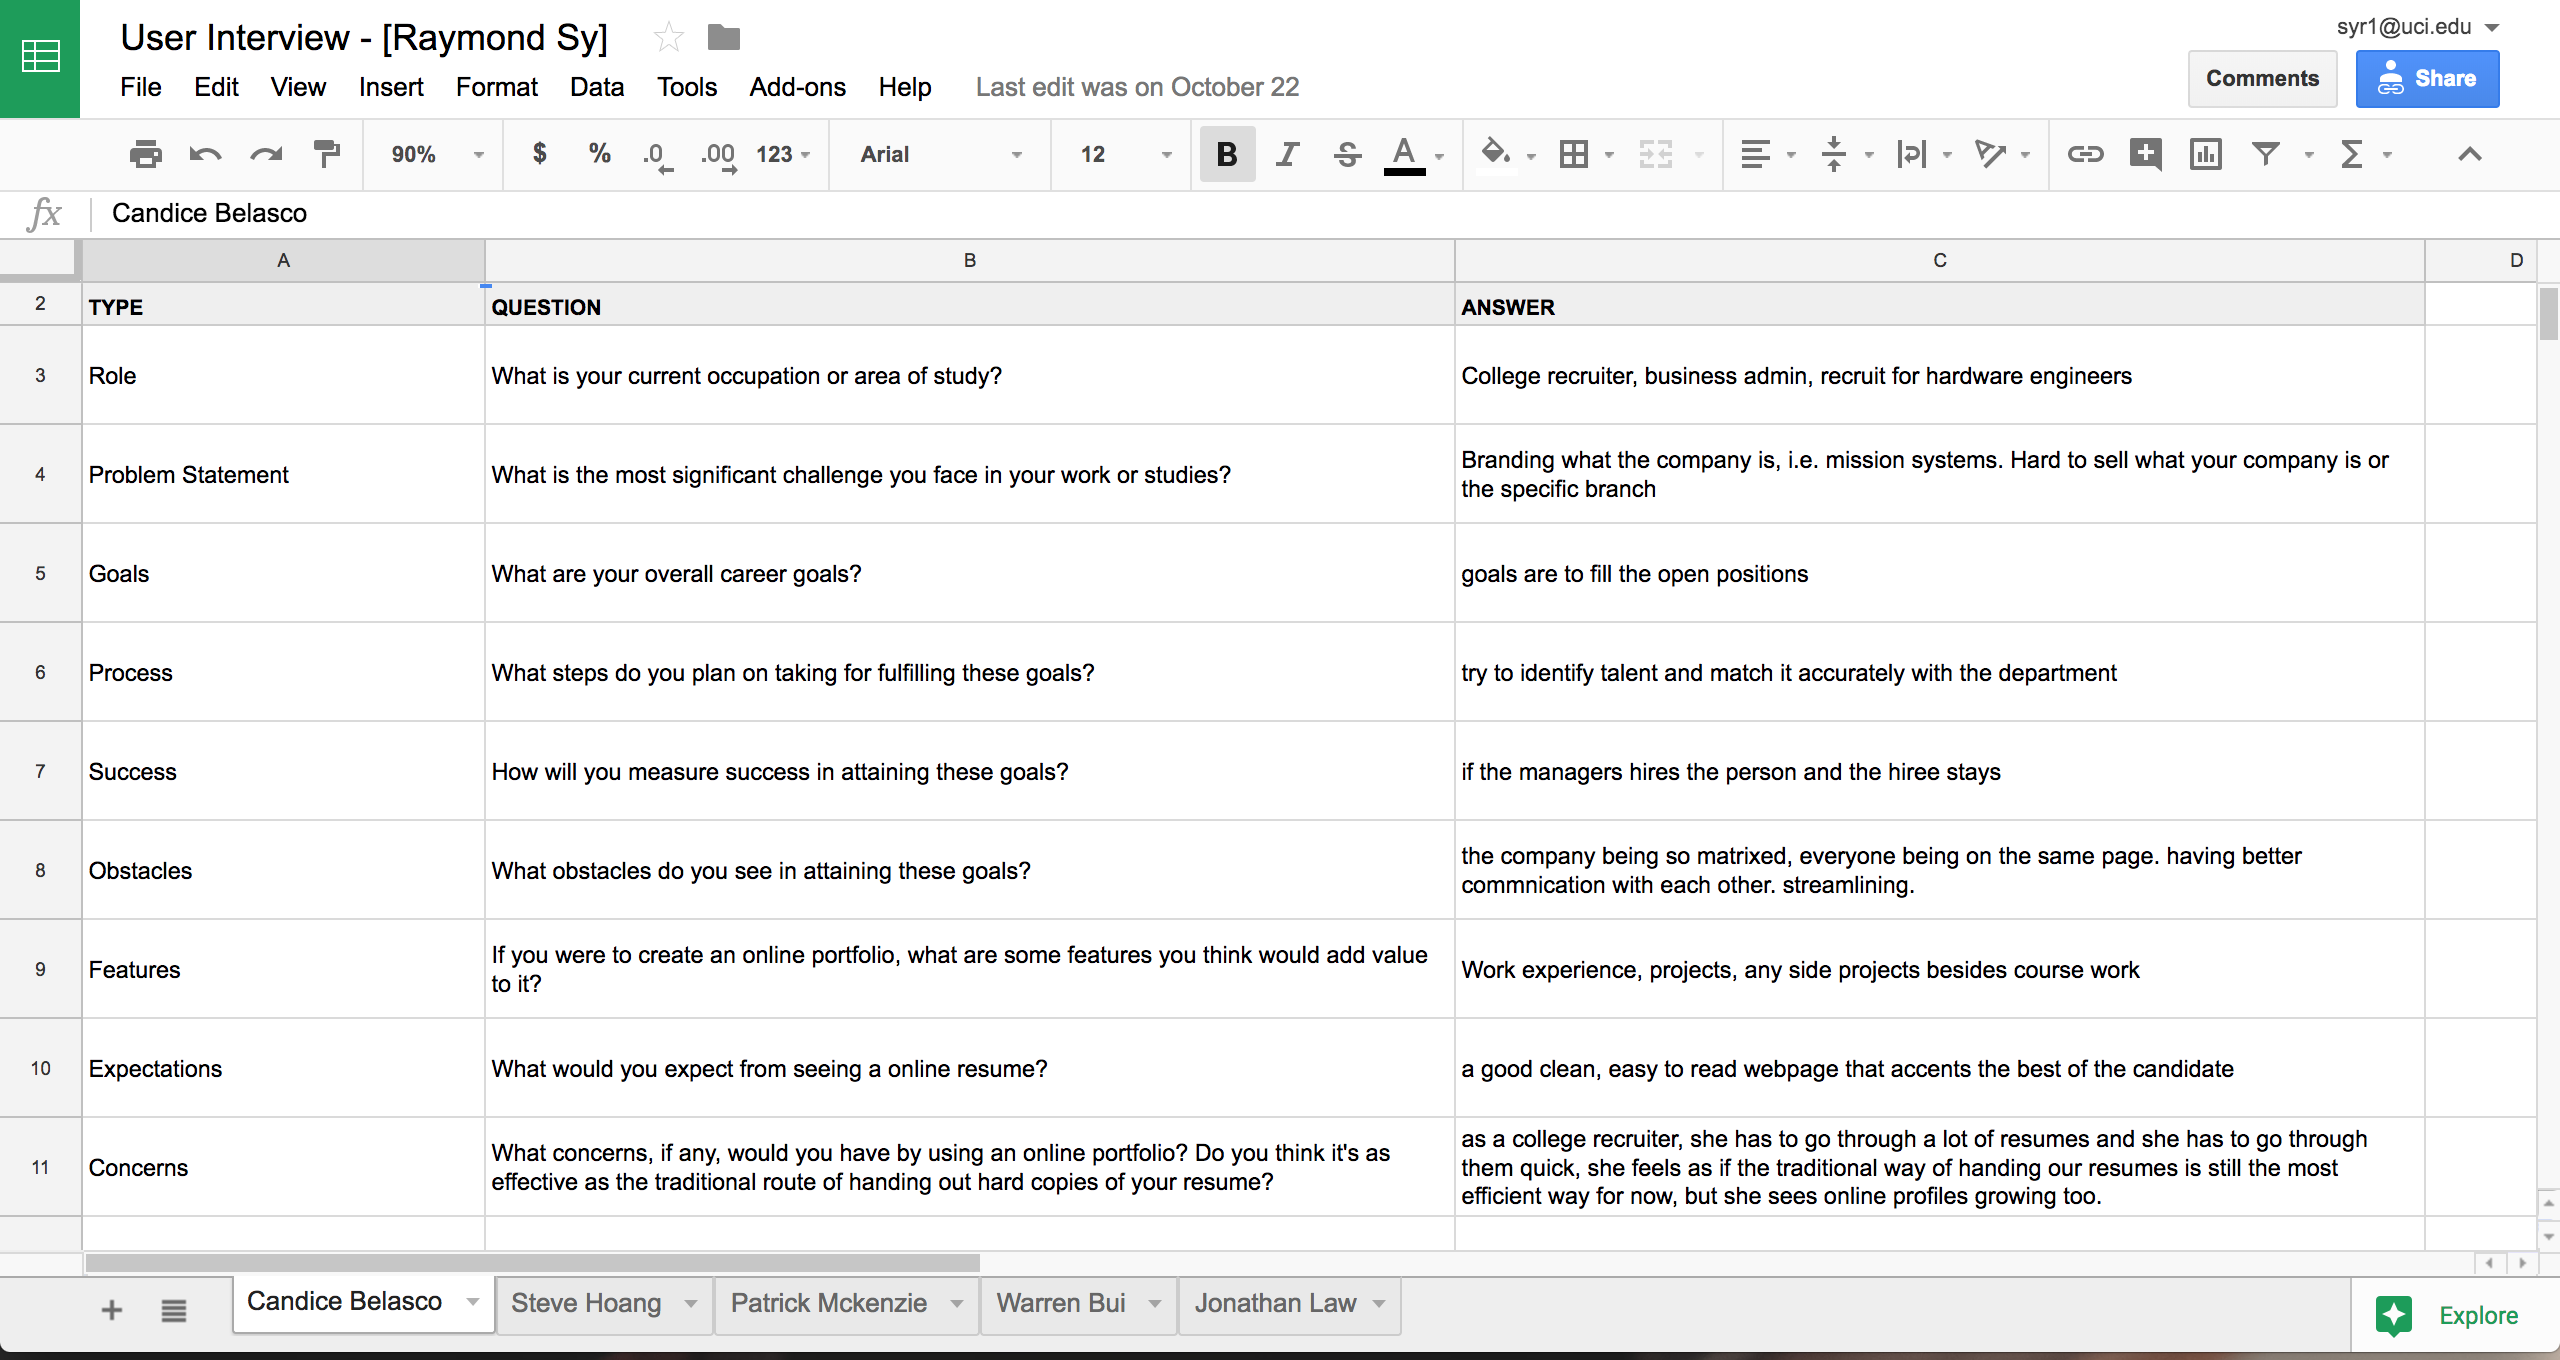 User Interview - [Raymond Sy]
syr1@uci.edu
File Edit View Insert Format Data Tools Add-ons Help Last edit was on October 22
Comments
Share
90% $ % .0 .00 123 Arial 12 B I S A
fx Candice Belasco
A B C D
2 TYPE QUESTION ANSWER
3 Role What is your current occupation or area of study? College recruiter, business admin, recruit for hardware engineers
4 Problem Statement What is the most significant challenge you face in your work or studies? Branding what the company is, i.e. mission systems. Hard to sell what your company is or
the specific branch
5 Goals What are your overall career goals? goals are to fill the open positions
6 Process What steps do you plan on taking for fulfilling these goals? try to identify talent and match it accurately with the department
7 Success How will you measure success in attaining these goals? if the managers hires the person and the hiree stays
8 Obstacles What obstacles do you see in attaining these goals? the company being so matrixed, everyone being on the same page. having better
commnication with each other. streamlining.
9 Features If you were to create an online portfolio, what are some features you think would add value
to it?
Work experience, projects, any side projects besides course work
10 Expectations What would you expect from seeing a online resume? a good clean, easy to read webpage that accents the best of the candidate
11 Concerns What concerns, if any, would you have by using an online portfolio? Do you think it's as
effective as the traditional route of handing out hard copies of your resume?
as a college recruiter, she has to go through a lot of resumes and she has to go through
them quick, she feels as if the traditional way of handing our resumes is still the most
efficient way for now, but she sees online profiles growing too.
Candice Belasco Steve Hoang Patrick Mckenzie Warren Bui Jonathan Law
Explore